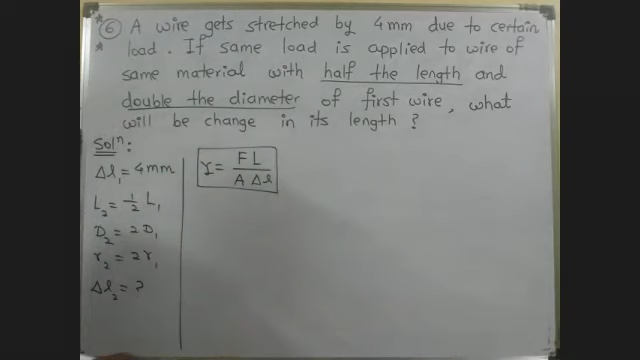 * ⑥ A wire gets stretched by 4mm due to certain
* load. If same load is applied to wire of
same material with half the length and
double the diameter of first wire, what
will be change in its length ?
Solⁿ:
Δl₁ = 4mm
L₂ = 1/2 L₁
D₂ = 2D₁
r₂ = 2r₁
Δl₂ = ?
Y = F L / A Δl